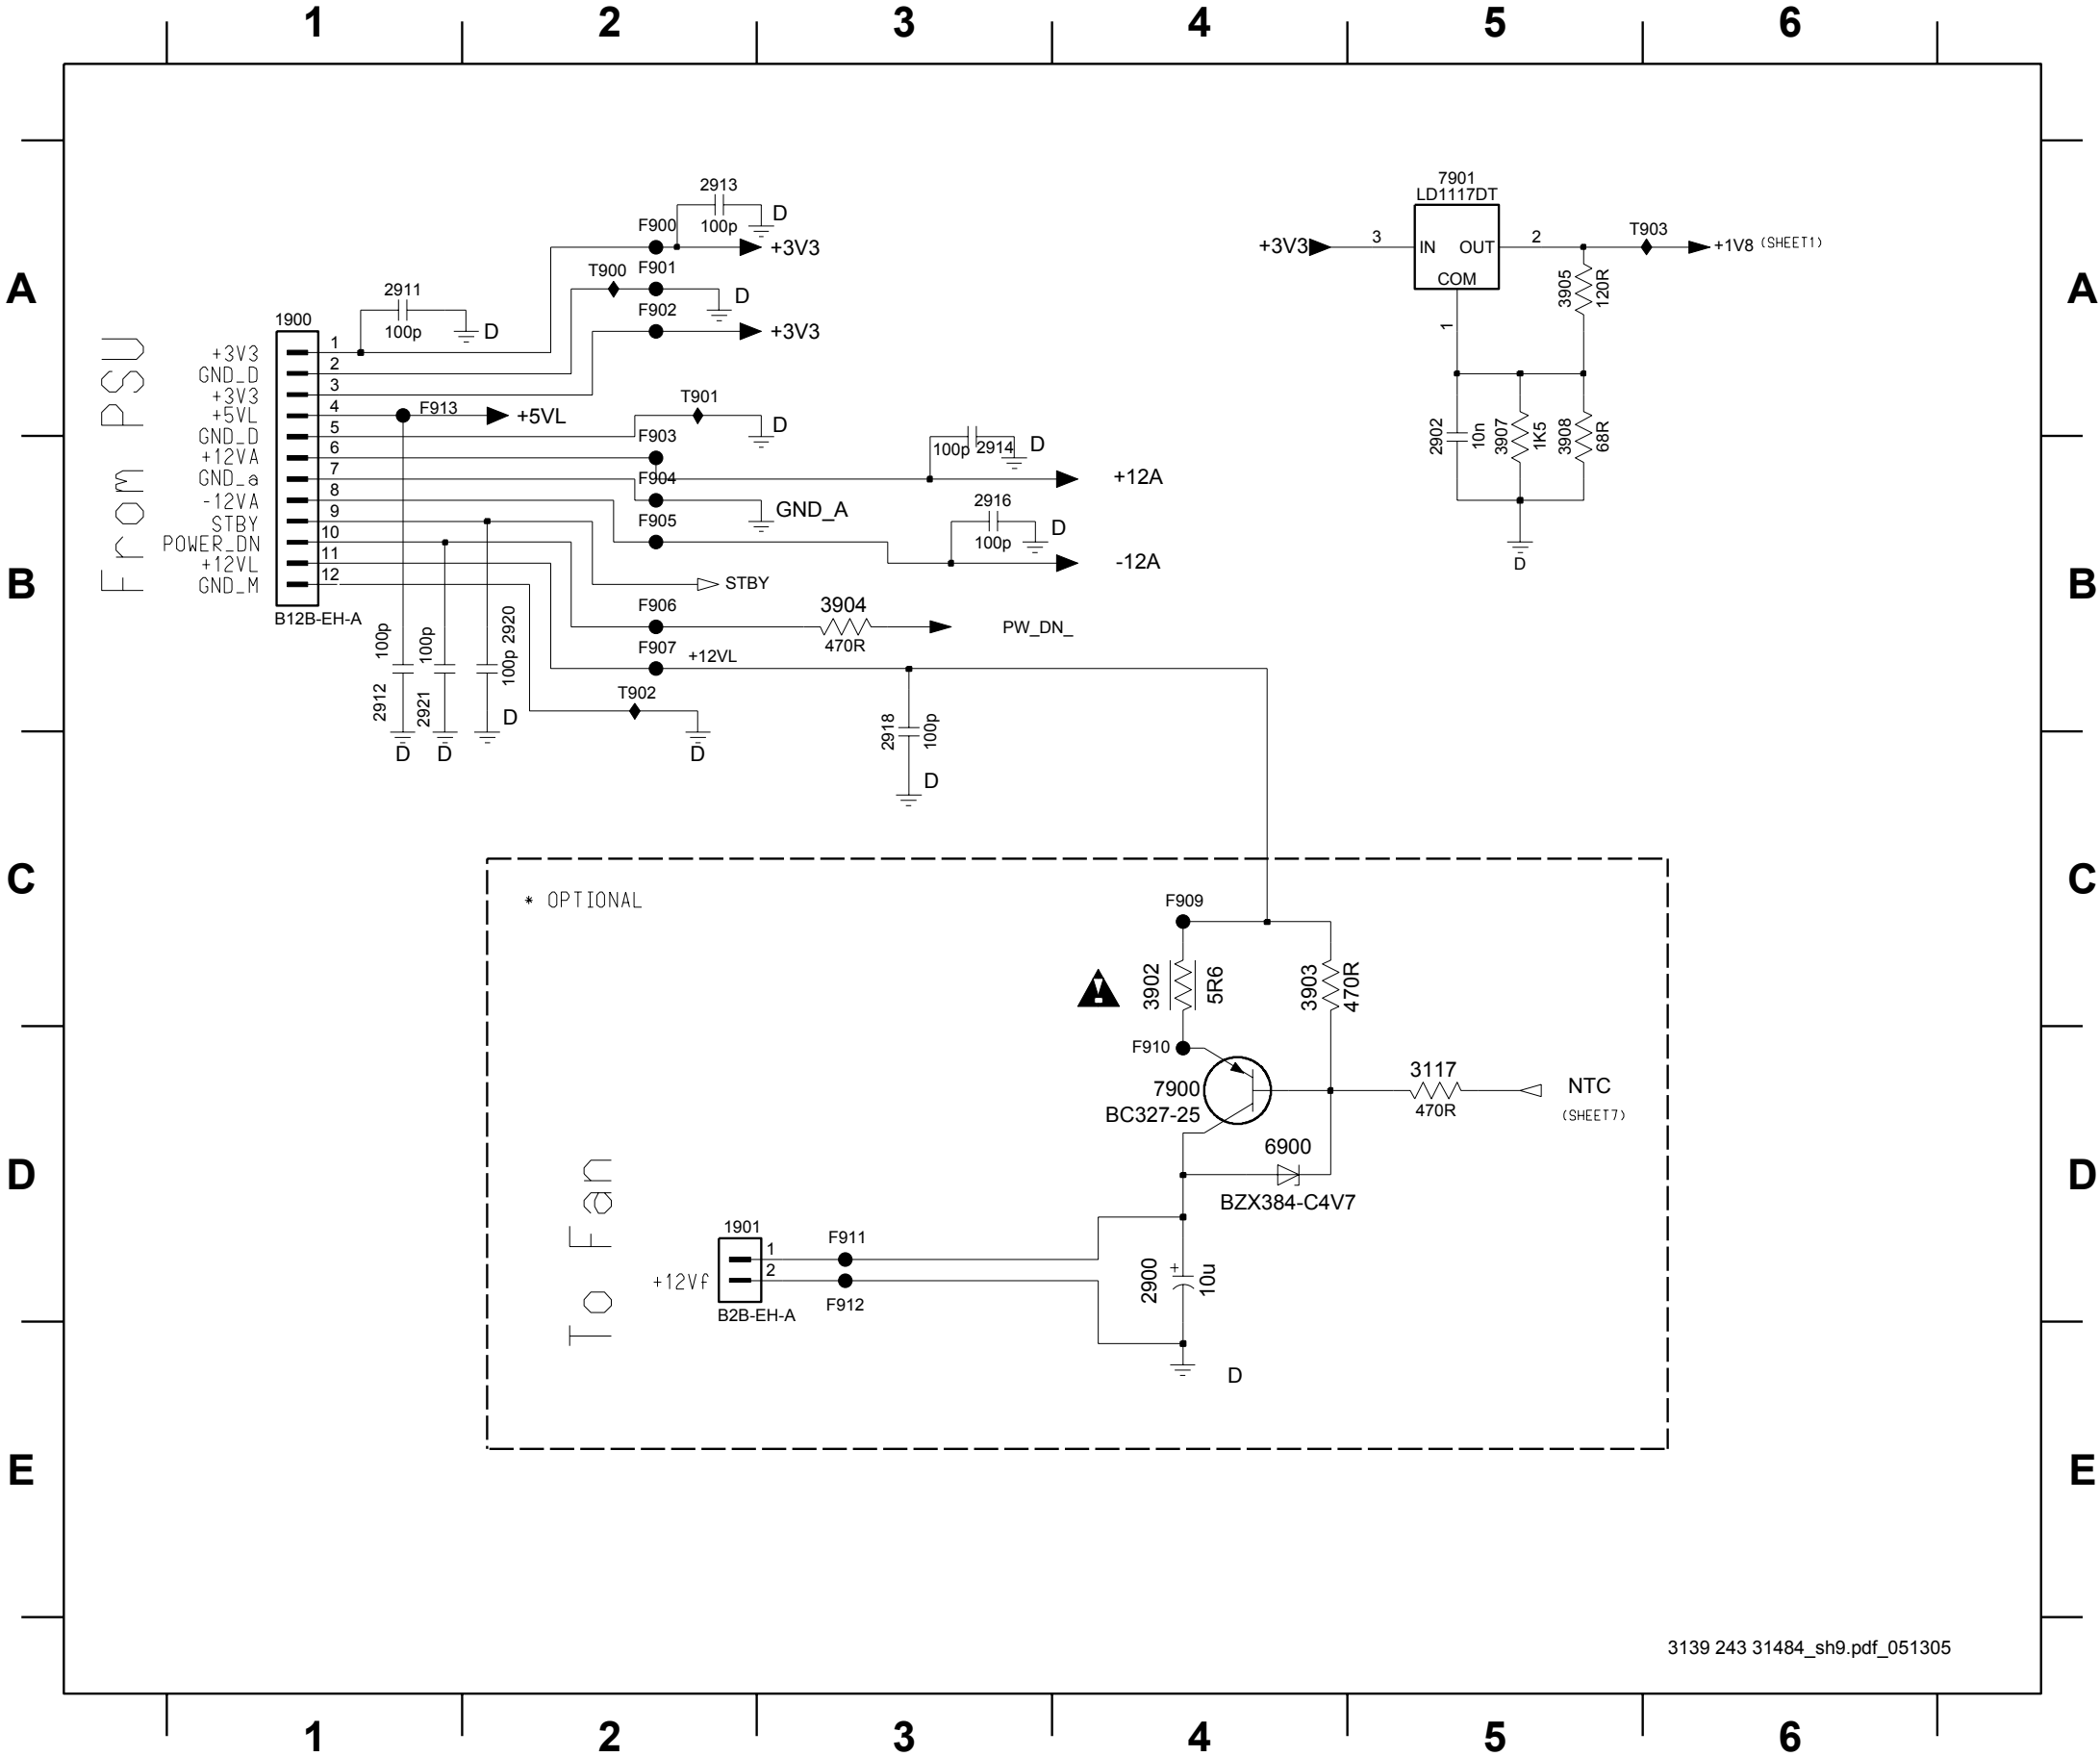 1 2 3 4 5 6
A A
B B
C C
D D
E E
From PSU
1900
+3V3 1
GND_D 2
+3V3 3
+5VL 4
GND_D 5
+12VA 6
GND_a 7
-12VA 8
STBY 9
POWER_DN 10
+12VL 11
GND_M 12
B12B-EH-A
2911
100p
D
2913
100p
D
F900
+3V3
T900
F901
D
F902
+3V3
F913
+5VL
T901
D
F903
100p 2914
D
+12A
F904
GND_A
F905
2916
100p
D
-12A
STBY
F906
3904
470R
PW_DN_
F907
+12VL
T902
D
2912
100p
D
2921
100p
D
100p 2920
D
2918
100p
D
7901
LD1117DT
+3V3
3
IN OUT
COM
2
1
T903
+1V8 (SHEET1)
3905
120R
2902
10n
3907
1K5
3908
68R
D
* OPTIONAL
F909
3902
5R6
3903
470R
F910
7900
BC327-25
3117
470R
NTC
(SHEET7)
6900
BZX384-C4V7
To Fan
1901
+12Vf
1
2
B2B-EH-A
F911
F912
2900
+
10u
D
3139 243 31484_sh9.pdf_051305
1 2 3 4 5 6